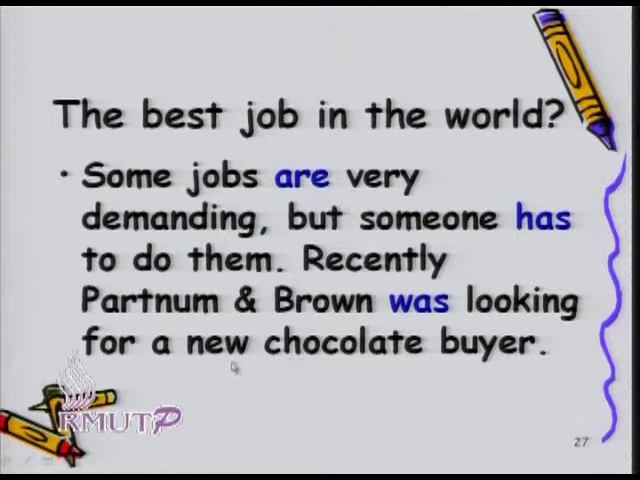 The best job in the world?
• Some jobs are very
demanding, but someone has
to do them. Recently
Partnum & Brown was looking
for a new chocolate buyer.
RMUTP
27